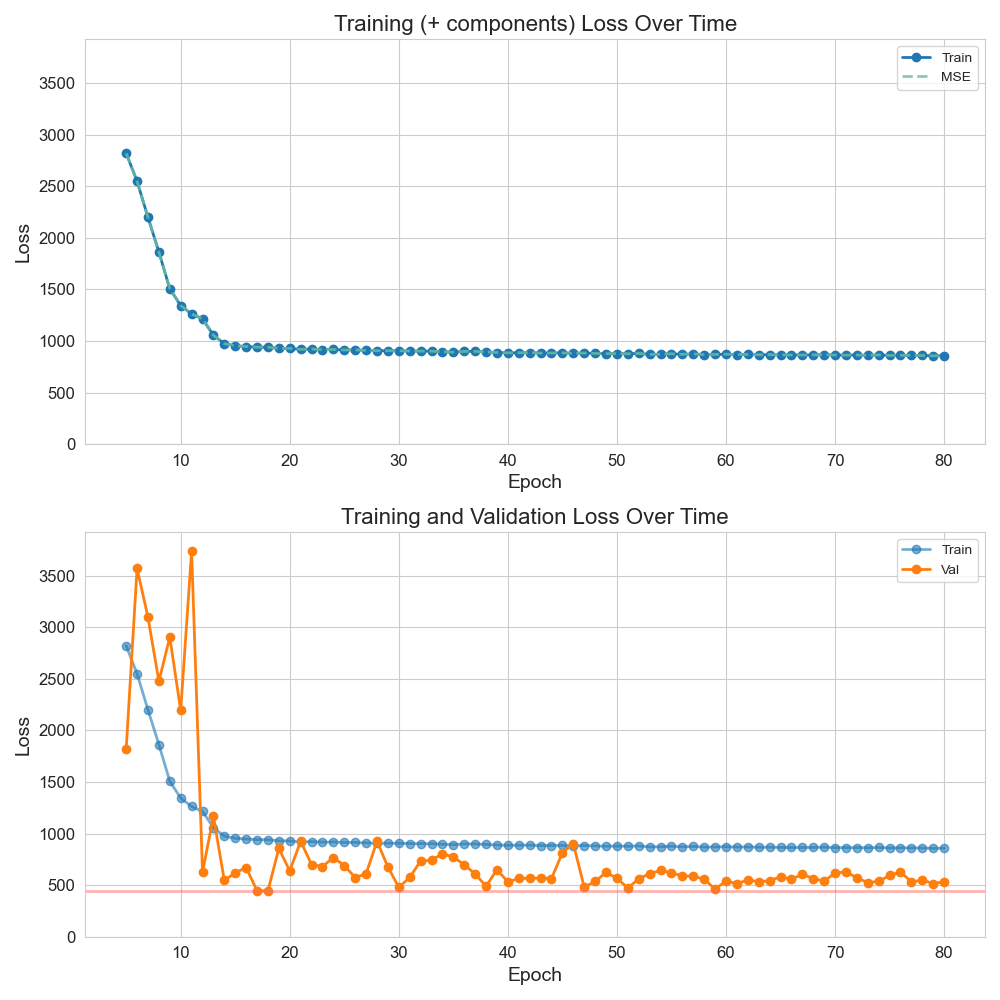 Training (+ components) Loss Over Time
Train
MSE
3500
3000
2500
2000
1500
1000
500
0
Loss
10 20 30 40 50 60 70 80
Epoch
Training and Validation Loss Over Time
Train
Val
3500
3000
2500
2000
1500
1000
500
0
Loss
10 20 30 40 50 60 70 80
Epoch